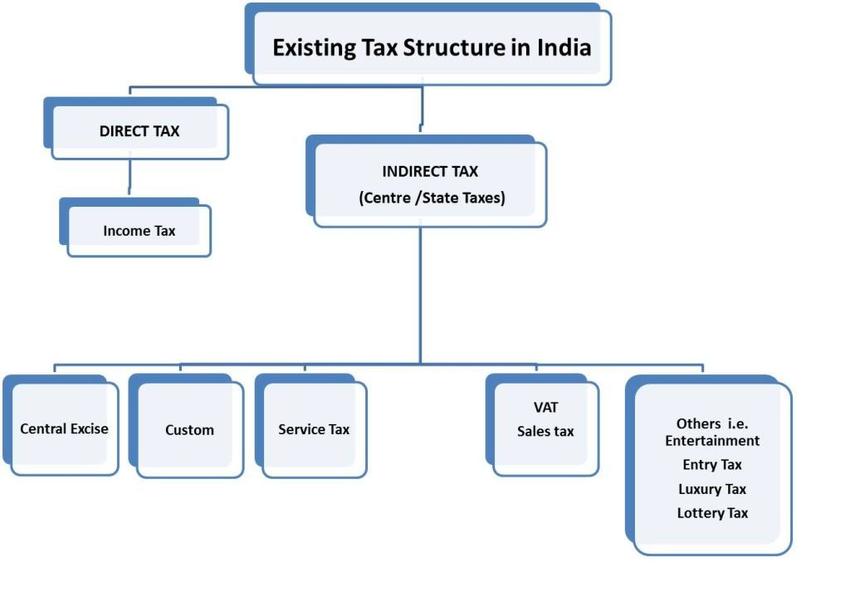 Existing Tax Structure in India
DIRECT TAX
INDIRECT TAX
(Centre /State Taxes)
Income Tax
Central Excise
Custom
Service Tax
VAT
Sales tax
Others i.e.
Entertainment
Entry Tax
Luxury Tax
Lottery Tax